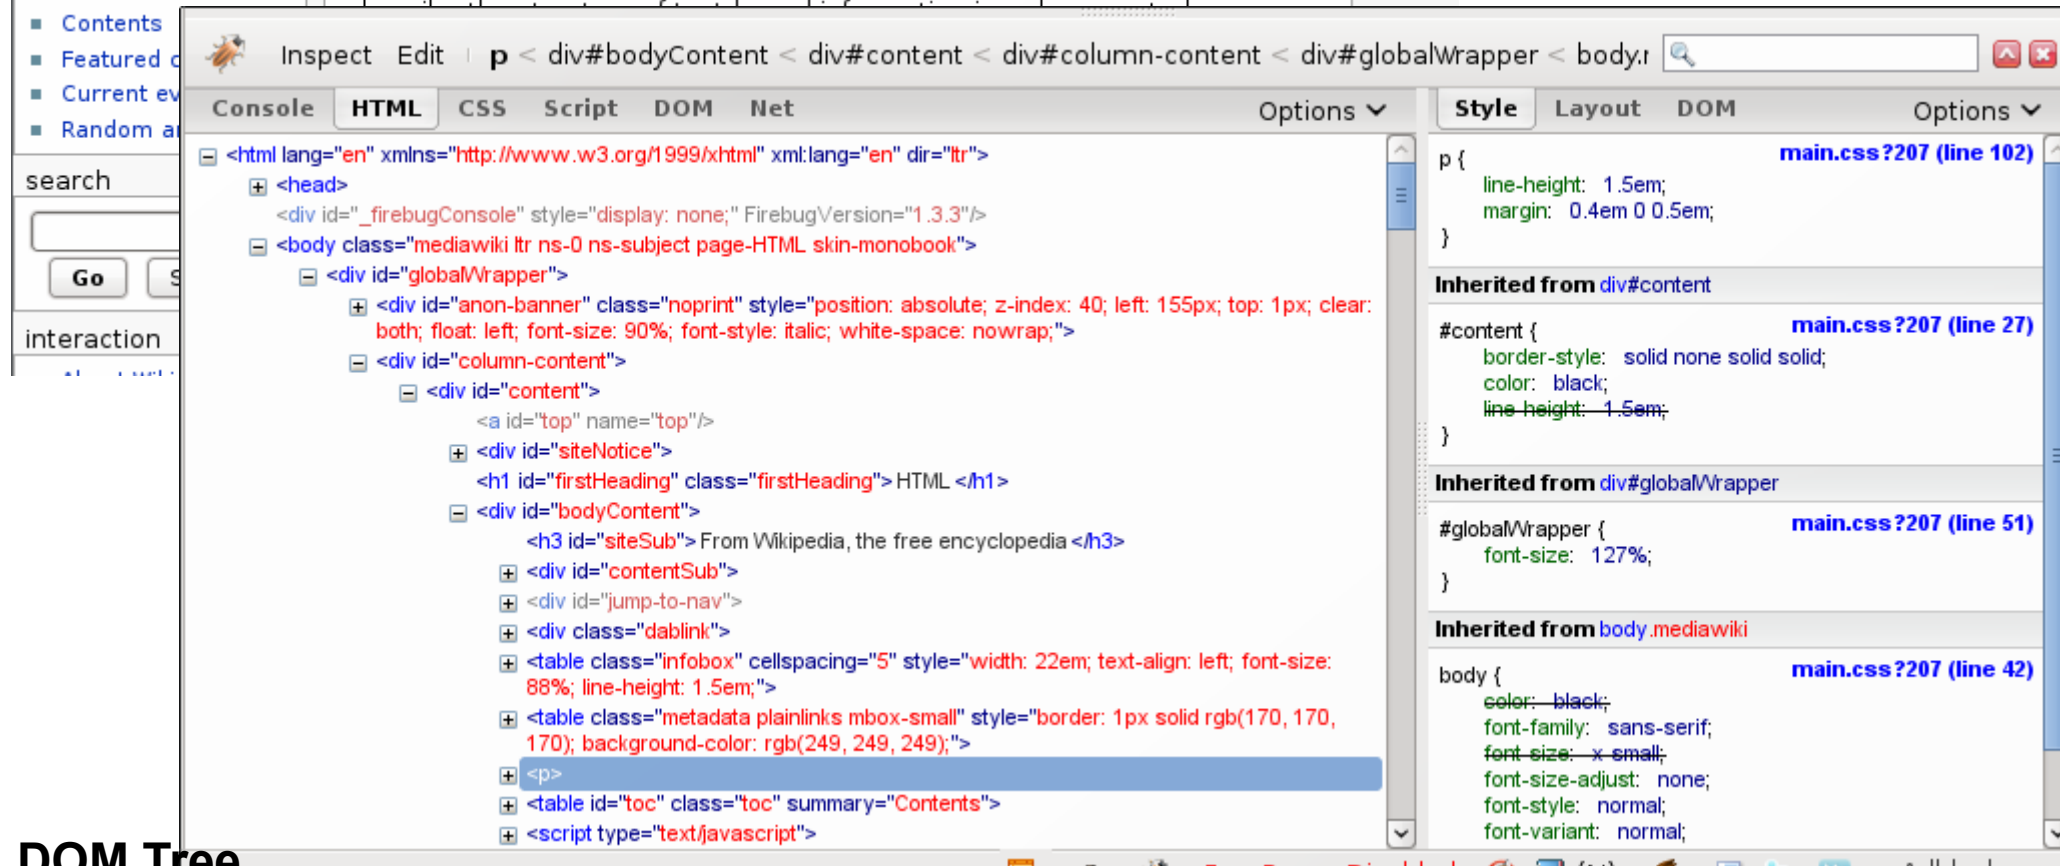 Contents
Featured
Current
Random
search
Go
interaction
Inspect Edit p < div#bodyContent < div#content < div#column-content < div#globalWrapper < body.
Console HTML CSS Script DOM Net Options
<html lang="en" xmlns="http://www.w3.org/1999/xhtml" xml:lang="en" dir="ltr">
<head>
<div id="_firebugConsole" style="display: none;" FirebugVersion="1.3.3"/>
<body class="mediawiki ltr ns-0 ns-subject page-HTML skin-monobook">
<div id="globalWrapper">
<div id="anon-banner" class="noprint" style="position: absolute; z-index: 40; left: 155px; top: 1px; clear:
both; float: left; font-size: 90%; font-style: italic; white-space: nowrap;">
<div id="column-content">
<div id="content">
<a id="top" name="top"/>
<div id="siteNotice">
<h1 id="firstHeading" class="firstHeading"> HTML </h1>
<div id="bodyContent">
<h3 id="siteSub"> From Wikipedia, the free encyclopedia </h3>
<div id="contentSub">
<div id="jump-to-nav">
<div class="dablink">
<table class="infobox" cellspacing="5" style="width: 22em; text-align: left; font-size:
88%; line-height: 1.5em;">
<table class="metadata plainlinks mbox-small" style="border: 1px solid rgb(170, 170,
170); background-color: rgb(249, 249, 249);">
<p>
<table id="toc" class="toc" summary="Contents">
<script type="text/javascript">
Style Layout DOM Options
p { main.css?207 (line 102)
line-height: 1.5em;
margin: 0.4em 0 0.5em;
}
Inherited from div#content
#content { main.css?207 (line 27)
border-style: solid none solid solid;
color: black;
line-height: 1.5em;
}
Inherited from div#globalWrapper
#globalWrapper { main.css?207 (line 51)
font-size: 127%;
}
Inherited from body.mediawiki
body { main.css?207 (line 42)
color: black;
font-family: sans-serif;
font-size: x-small;
font-size-adjust: none;
font-style: normal;
font-variant: normal;
DOM Tree